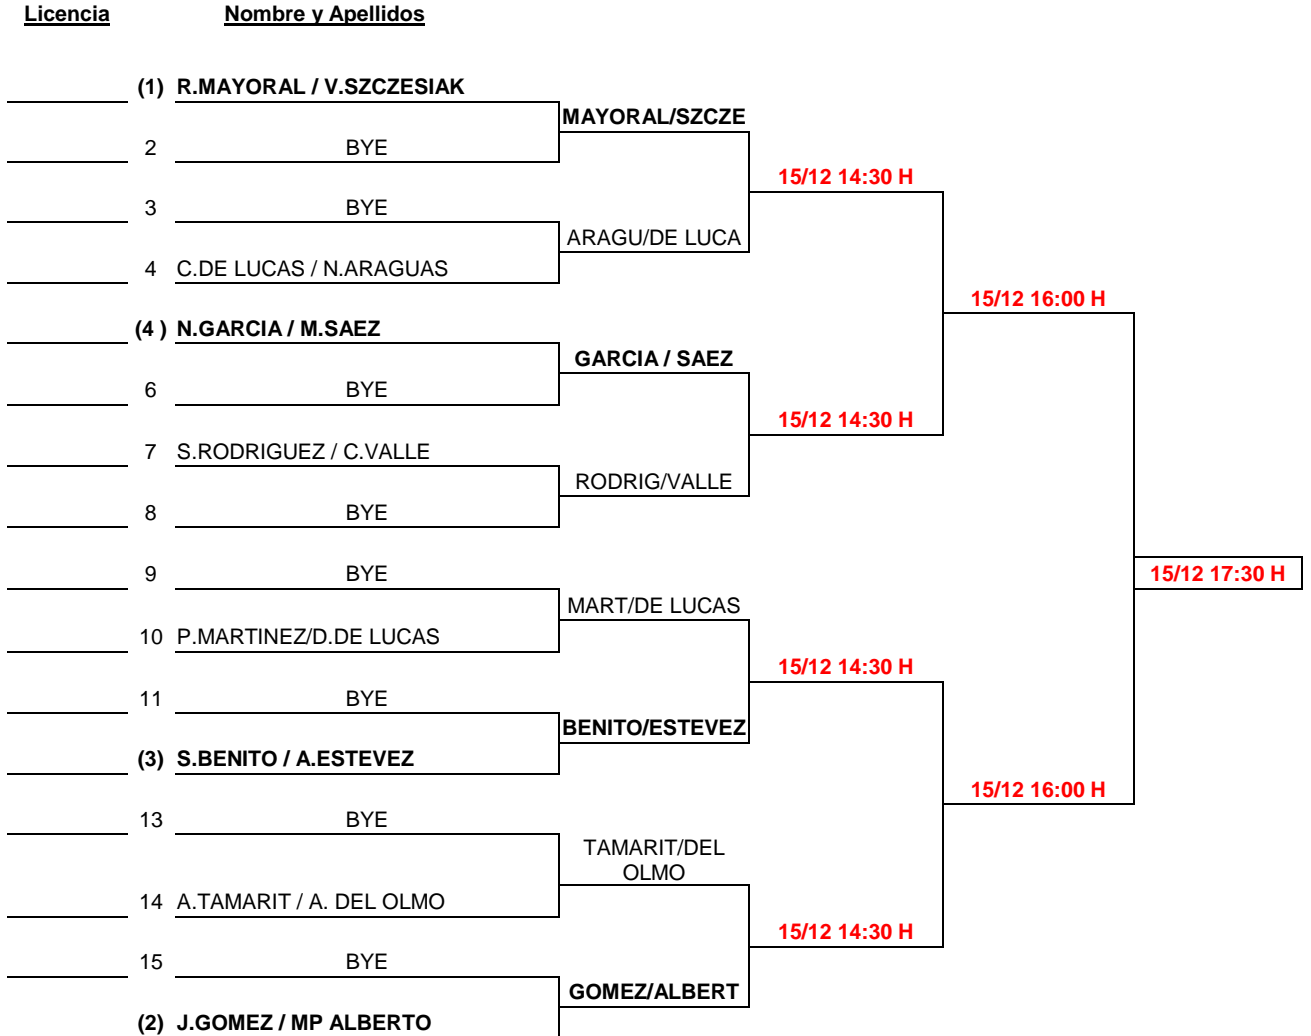 Licencia Nombre y Apellidos
(1) R.MAYORAL / V.SZCZESIAK
MAYORAL/SZCZE
2 BYE
15/12 14:30 H
3 BYE
ARAGU/DE LUCA
4 C.DE LUCAS / N.ARAGUAS
15/12 16:00 H
(4 ) N.GARCIA / M.SAEZ
GARCIA / SAEZ
6 BYE
15/12 14:30 H
7 S.RODRIGUEZ / C.VALLE
RODRIG/VALLE
8 BYE
9 BYE
15/12 17:30 H
MART/DE LUCAS
10 P.MARTINEZ/D.DE LUCAS
15/12 14:30 H
11 BYE
BENITO/ESTEVEZ
(3) S.BENITO / A.ESTEVEZ
15/12 16:00 H
13 BYE
TAMARIT/DEL
OLMO
14 A.TAMARIT / A. DEL OLMO
15/12 14:30 H
15 BYE
GOMEZ/ALBERT
(2) J.GOMEZ / MP ALBERTO